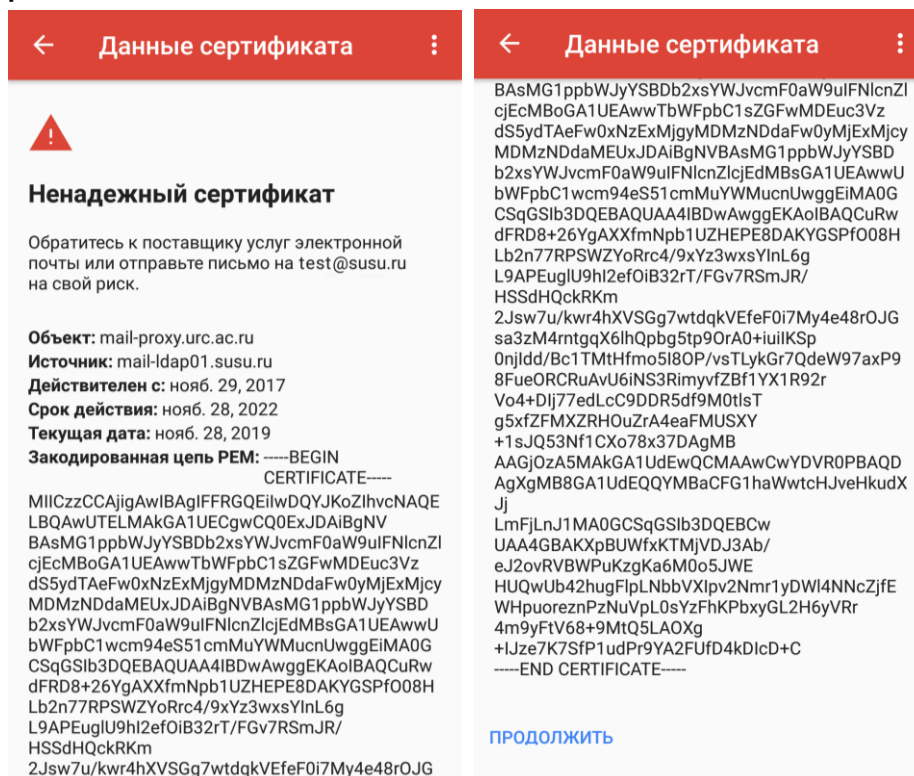 Данные сертификата
Ненадежный сертификат
Обратитесь к поставщику услуг электронной
почты или отправьте письмо на test@susu.ru
на свой риск.
Объект: mail-proxy.urc.ac.ru
Источник: mail-ldap01.susu.ru
Действителен с: нояб. 29, 2017
Срок действия: нояб. 28, 2022
Текущая дата: нояб. 28, 2019
Закодированная цепь PEM: -----BEGIN
CERTIFICATE-----
MIICzzCCAjigAwIBAgIFFRGQEiIwDQYJKoZIhvcNAQE
LBQAwUTELMAkGA1UECgwCQ0ExJDAiBgNV
BAsMG1ppbWJyYSBDb2xsYWJvcmF0aW9uIFNlcnZl
cjEcMBoGA1UEAwwTbWFpbC1sZGFwMDEuc3Vz
dS5ydTAeFw0xNzExMjgyMDMzNDdaFw0yMjExMjcy
MDMzNDdaMEUxJDAiBgNVBAsMG1ppbWJyYSBD
b2xsYWJvcmF0aW9uIFNlcnZlcjEdMBsGA1UEAwwU
bWFpbC1wcm94eS51cmMuYWMucnUwggEiMA0G
CSqGSIb3DQEBAQUAA4IBDwAwggEKAoIBAQCuRw
dFRD8+26YgAXXfmNpb1UZHEPE8DAKYGSPfO08H
Lb2n77RPSWZYoRrc4/9xYz3wxsYInL6g
L9APEuglU9hI2efOiB32rT/FGv7RSmJR/
HSSdHQckRKm
2Jsw7u/kwr4hXVSGg7wtdqkVEfeF0i7My4e48rOJG
Данные сертификата
BAsMG1ppbWJyYSBDb2xsYWJvcmF0aW9uIFNlcnZl
cjEcMBoGA1UEAwwTbWFpbC1sZGFwMDEuc3Vz
dS5ydTAeFw0xNzExMjgyMDMzNDdaFw0yMjExMjcy
MDMzNDdaMEUxJDAiBgNVBAsMG1ppbWJyYSBD
b2xsYWJvcmF0aW9uIFNlcnZlcjEdMBsGA1UEAwwU
bWFpbC1wcm94eS51cmMuYWMucnUwggEiMA0G
CSqGSIb3DQEBAQUAA4IBDwAwggEKAoIBAQCuRw
dFRD8+26YgAXXfmNpb1UZHEPE8DAKYGSPfO08H
Lb2n77RPSWZYoRrc4/9xYz3wxsYInL6g
L9APEuglU9hI2efOiB32rT/FGv7RSmJR/
HSSdHQckRKm
2Jsw7u/kwr4hXVSGg7wtdqkVEfeF0i7My4e48rOJG
sa3zM4rntgqX6lhQpbg5tp9OrA0+iuilKSp
0njIdd/Bc1TMtHfmo5I8OP/vsTLykGr7QdeW97axP9
8FueORCRuAvU6iNS3RimyvfZBf1YX1R92r
Vo4+DIj77edLcC9DDR5df9M0tIsT
g5xfZFMXZRHOuZrA4eaFMUSXY
+1sJQ53Nf1CXo78x37DAgMB
AAGjOzA5MAkGA1UdEwQCMAAwCwYDVR0PBAQD
AgXgMB8GA1UdEQQYMBaCFG1haWwtcHJveHkudX
Jj
LmFjLnJ1MA0GCSqGSIb3DQEBCw
UAA4GBAKXpBUWfxKTMjVDJ3Ab/
eJ2ovRVBWPuKzgKa6M0o5JWE
HUQwUb42hugFlpLNbbVXIpv2Nmr1yDWl4NNcZjfE
WHpuoreznPzNuVpL0sYzFhKPbxyGL2H6yVRr
4m9yFtV68+9MtQ5LAOXg
+IJze7K7SfP1udPr9YA2FUfD4kDIcD+C
-----END CERTIFICATE-----
ПРОДОЛЖИТЬ